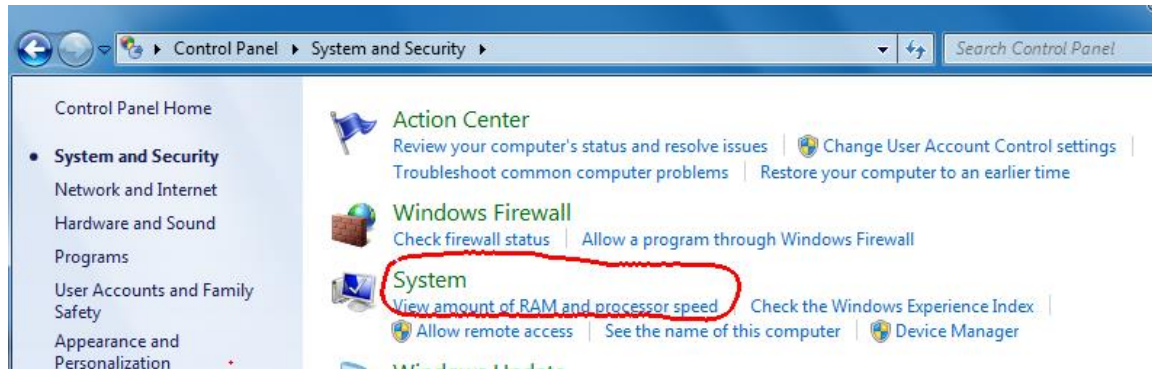 Control Panel System and Security Search Control Panel
Control Panel Home
System and Security
Network and Internet
Hardware and Sound
Programs
User Accounts and Family
Safety
Appearance and
Personalization
Action Center
Review your computer's status and resolve issues Change User Account Control settings
Troubleshoot common computer problems Restore your computer to an earlier time
Windows Firewall
Check firewall status Allow a program through Windows Firewall
System
View amount of RAM and processor speed Check the Windows Experience Index
Allow remote access See the name of this computer Device Manager
Windows Update